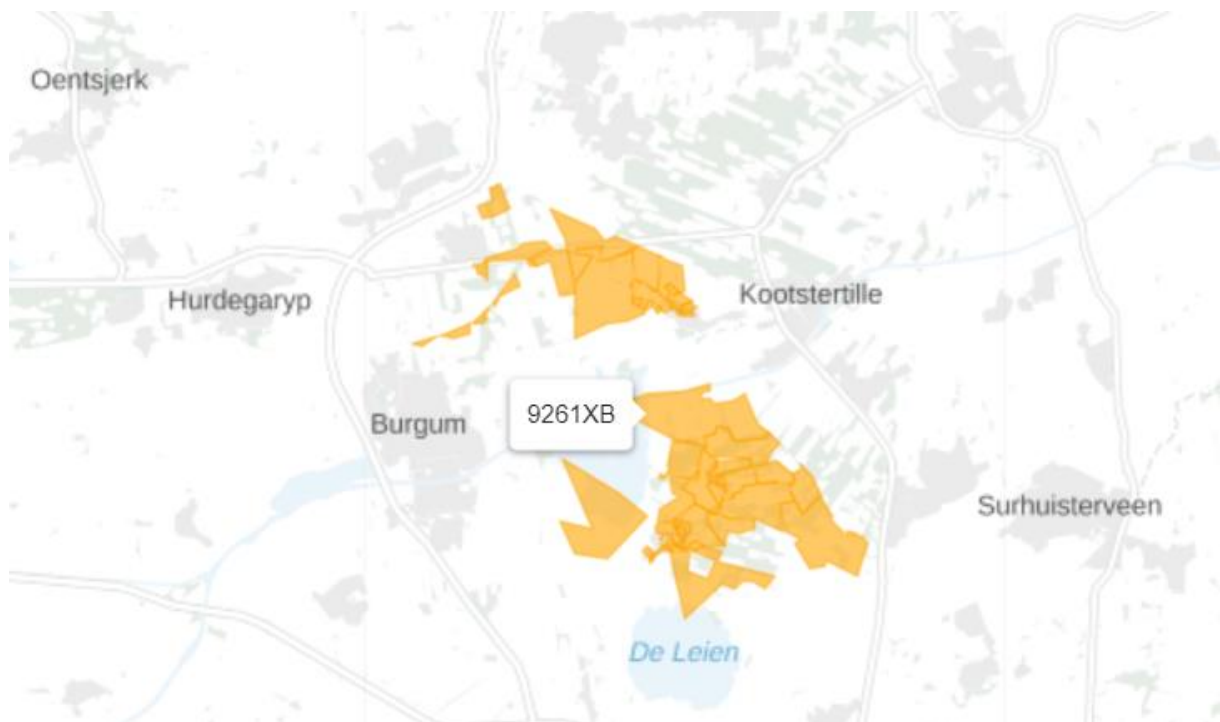 Oentsjerk
Hurdegaryp
Kootstertille
9261XB
Burgum
Surhuisterveen
De Leien